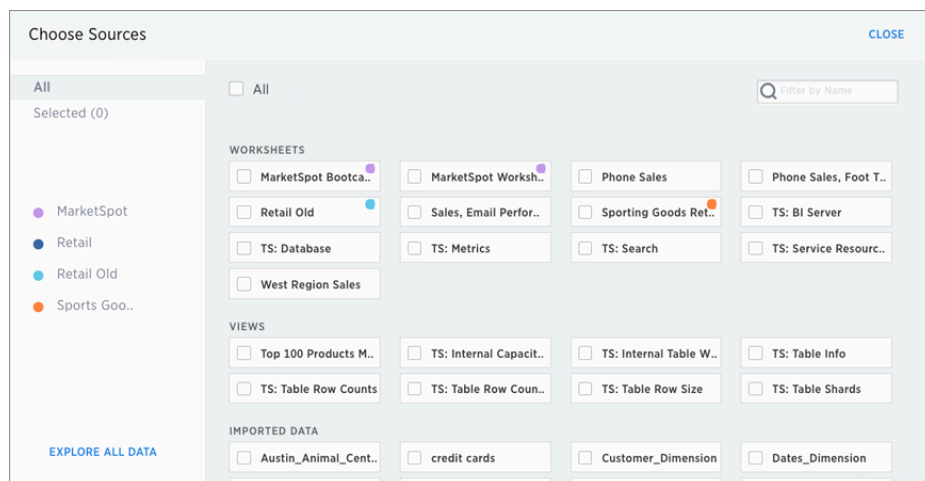 Choose Sources
CLOSE
All
Selected (0)
MarketSpot
Retail
Retail Old
Sports Goo..
EXPLORE ALL DATA
All
Filter by Name
WORKSHEETS
MarketSpot Bootca..
MarketSpot Worksh..
Phone Sales
Phone Sales, Foot T..
Retail Old
Sales, Email Perfor..
Sporting Goods Ret..
TS: BI Server
TS: Database
TS: Metrics
TS: Search
TS: Service Resourc..
West Region Sales
VIEWS
Top 100 Products M..
TS: Internal Capacit..
TS: Internal Table W..
TS: Table Info
TS: Table Row Counts
TS: Table Row Coun..
TS: Table Row Size
TS: Table Shards
IMPORTED DATA
Austin_Animal_Cent..
credit cards
Customer_Dimension
Dates_Dimension